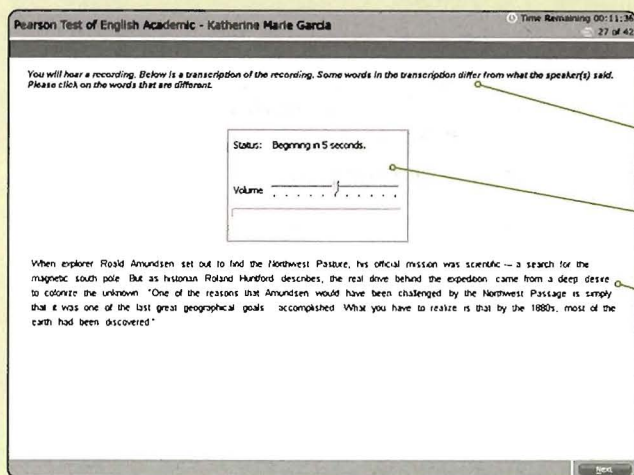 Pearson Test of English Academic - Katherine Marie Garcia
Time Remaining 00:11:36
27 of 42
You will hear a recording. Below is a transcription of the recording. Some words in the transcription differ from what the speaker(s) said.
Please click on the words that are different.
Status: Beginning in 5 seconds.
Volume
When explorer Roald Amundsen set out to find the Northwest Pasture, his official mission was scientific -- a search for the
magnetic south pole. But as historian Roland Huntford describes, the real drive behind the expedition came from a deep desire
to colonize the unknown. "One of the reasons that Amundsen would have been challenged by the Northwest Passage is simply
that it was one of the last great geographical goals accomplished. What you have to realize is that by the 1880s, most of the
earth had been discovered."
Next